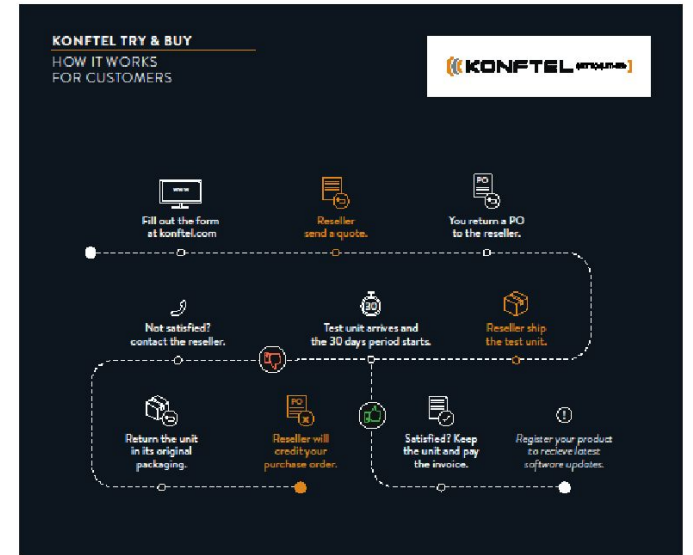 KONFTEL TRY & BUY
HOW IT WORKS
FOR CUSTOMERS
KONFTEL
www
Fill out the form
at konftel.com
Reseller
send a quote.
PO
You return a PO
to the reseller.
Not satisfied?
contact the reseller.
30
Test unit arrives and
the 30 days period starts.
Reseller ship
the test unit.
Return the unit
in its original
packaging.
PO
Reseller will
credit your
purchase order.
Satisfied? Keep
the unit and pay
the invoice.
Register your product
to recieve latest
software updates.